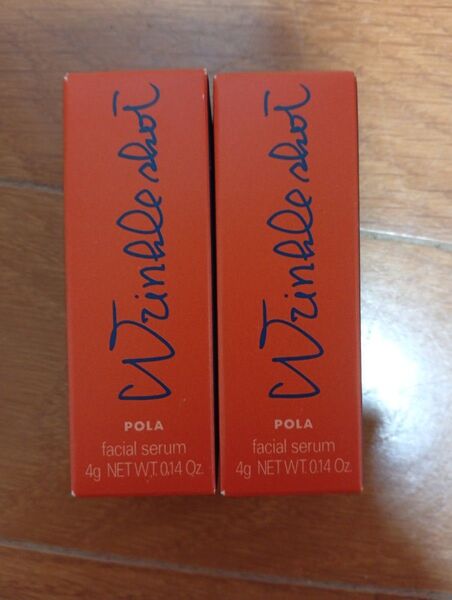 Wrinkle shot
POLA
facial serum
4g NET WT. 0.14 Oz.
Wrinkle shot
POLA
facial serum
4g NET WT. 0.14 Oz.